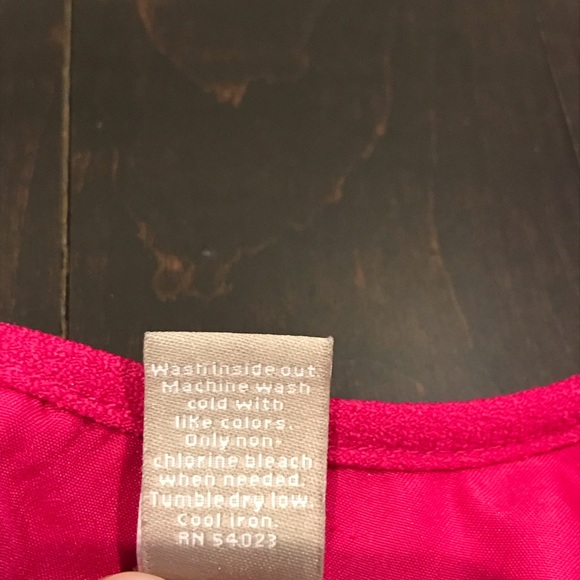 Wash inside out.
Machine wash
cold with
like colors.
Only non-
chlorine bleach
when needed.
Tumble dry low.
Cool iron.
RN 54023